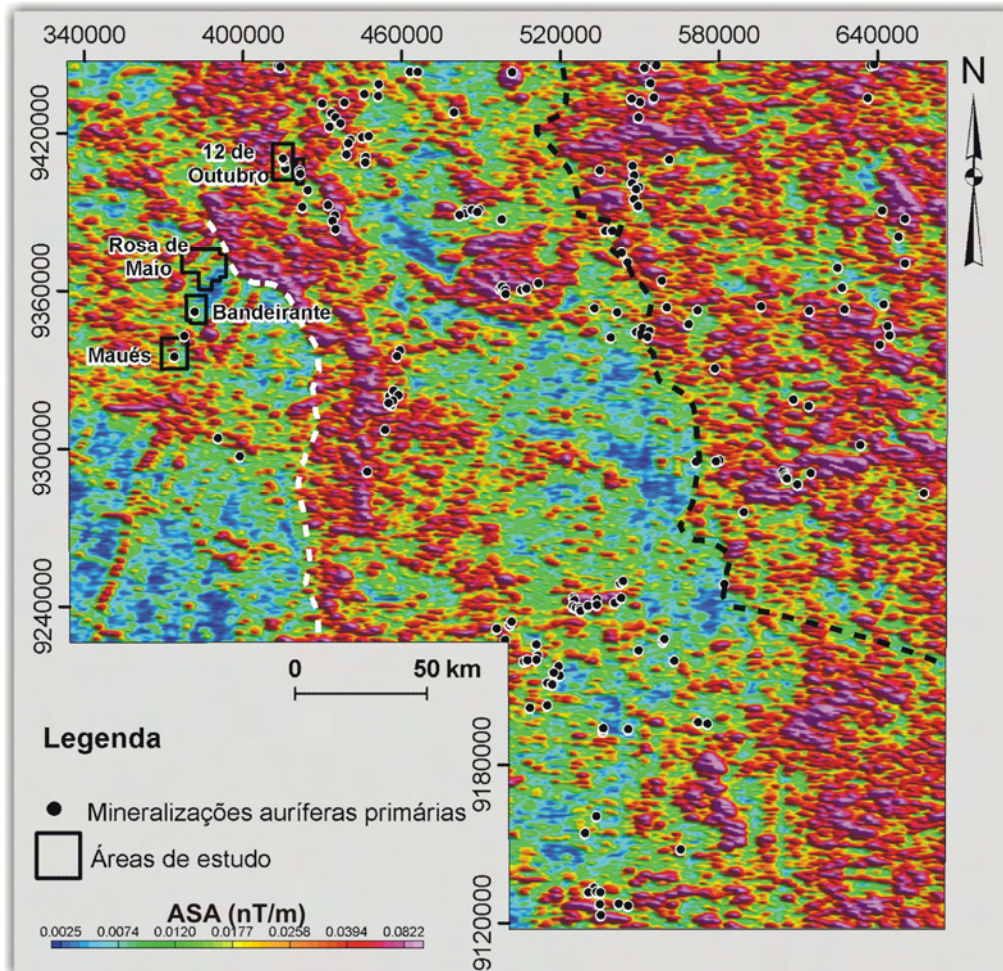 3400000 400000 460000 520000 580000 640000
N
9420000
9360000
9300000
9240000
9180000
9120000
12 de
Outubro
Rosa de
Maio
Bandeirante
Maués
0 50 km
Legenda
Mineralizações auríferas primárias
Áreas de estudo
ASA (nT/m)
0.0025 0.0074 0.0120 0.0177 0.0258 0.0394 0.0822